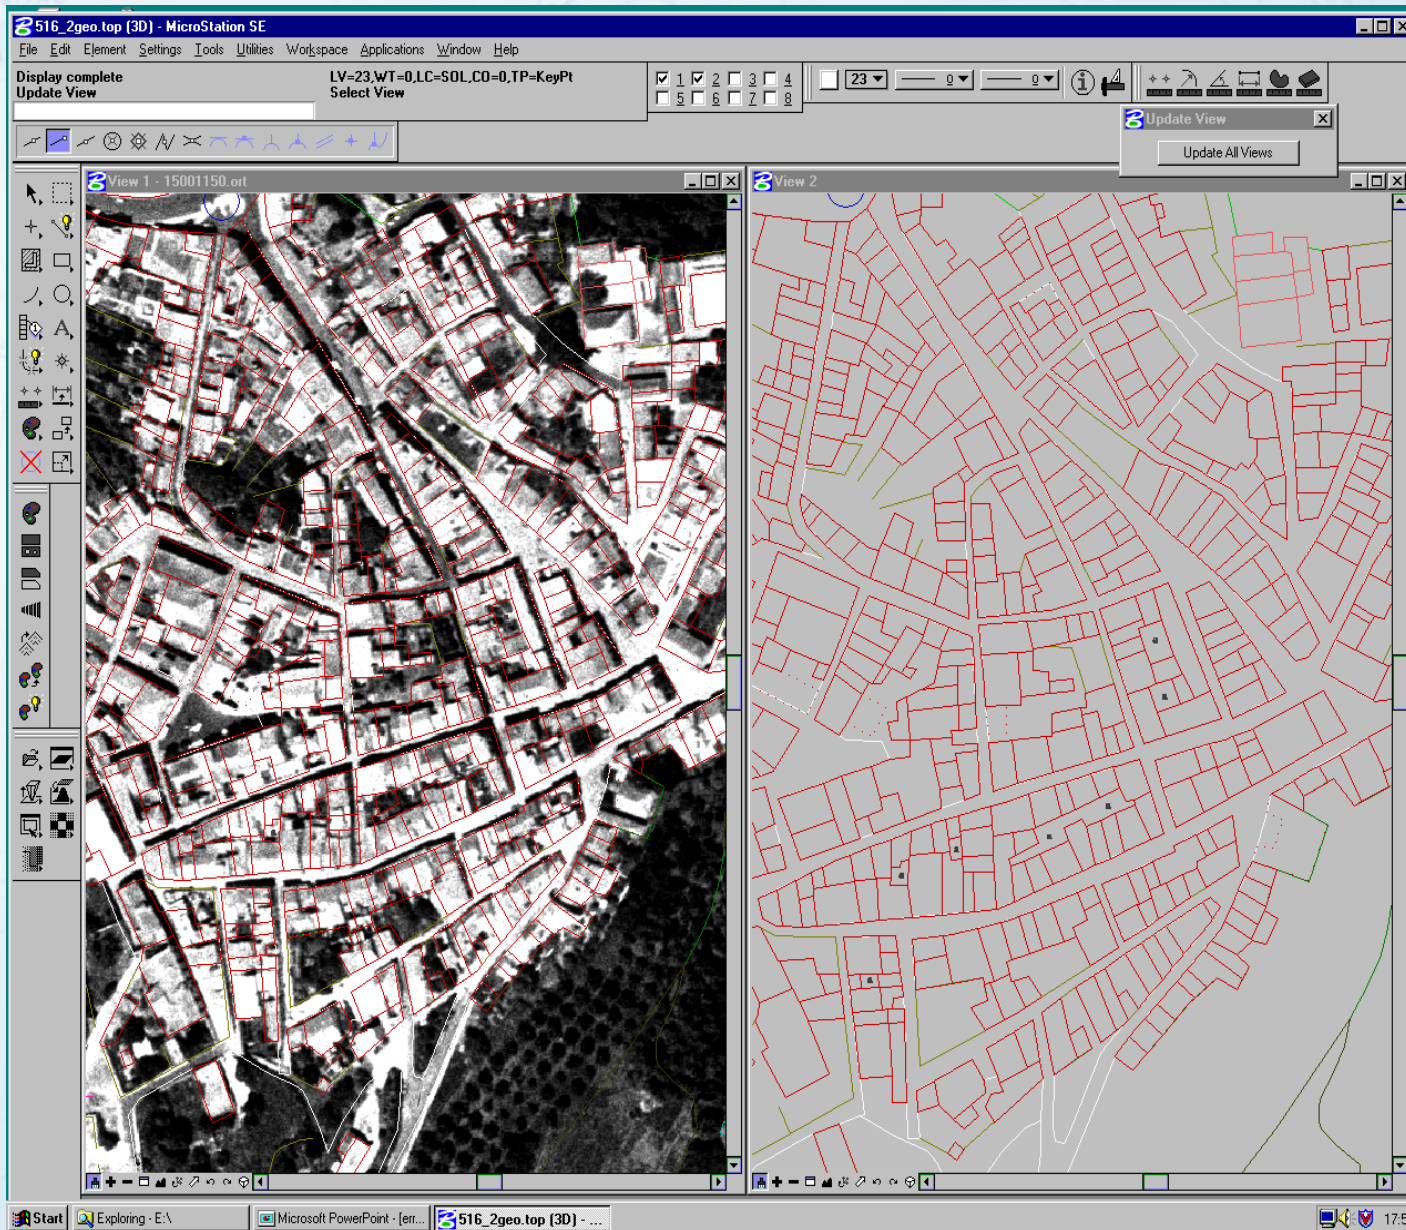 516_2geo.top (3D) - MicroStation SE
File Edit Element Settings Tools Utilities Workspace Applications Window Help
Display complete
Update View
LV=23,WT=0,LC=SOL,CO=0,TP=KeyPt
Select View
1 2 3 4
5 6 7 8
23 0 0
Update View
Update All Views
View 1 - 15001150.ort
View 2
Start
Exploring - E:\
Microsoft PowerPoint - [err...
516_2geo.top (3D) - ...